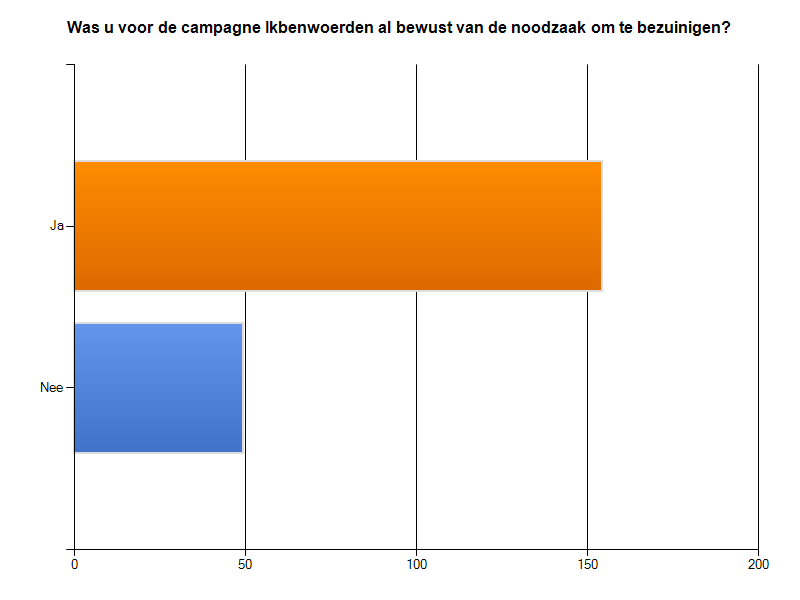 Was u voor de campagne Ikbenwoerden al bewust van de noodzaak om te bezuinigen?
Ja
Nee
0 50 100 150 200